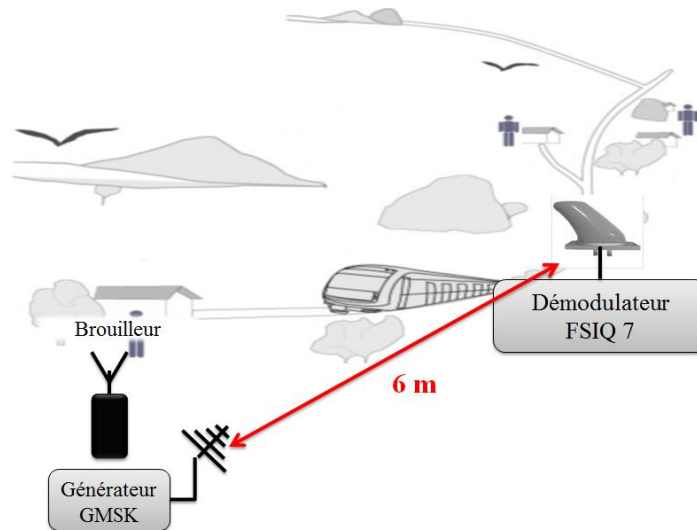 Démodulateur
FSIQ 7
Brouilleur
6 m
Générateur
GMSK